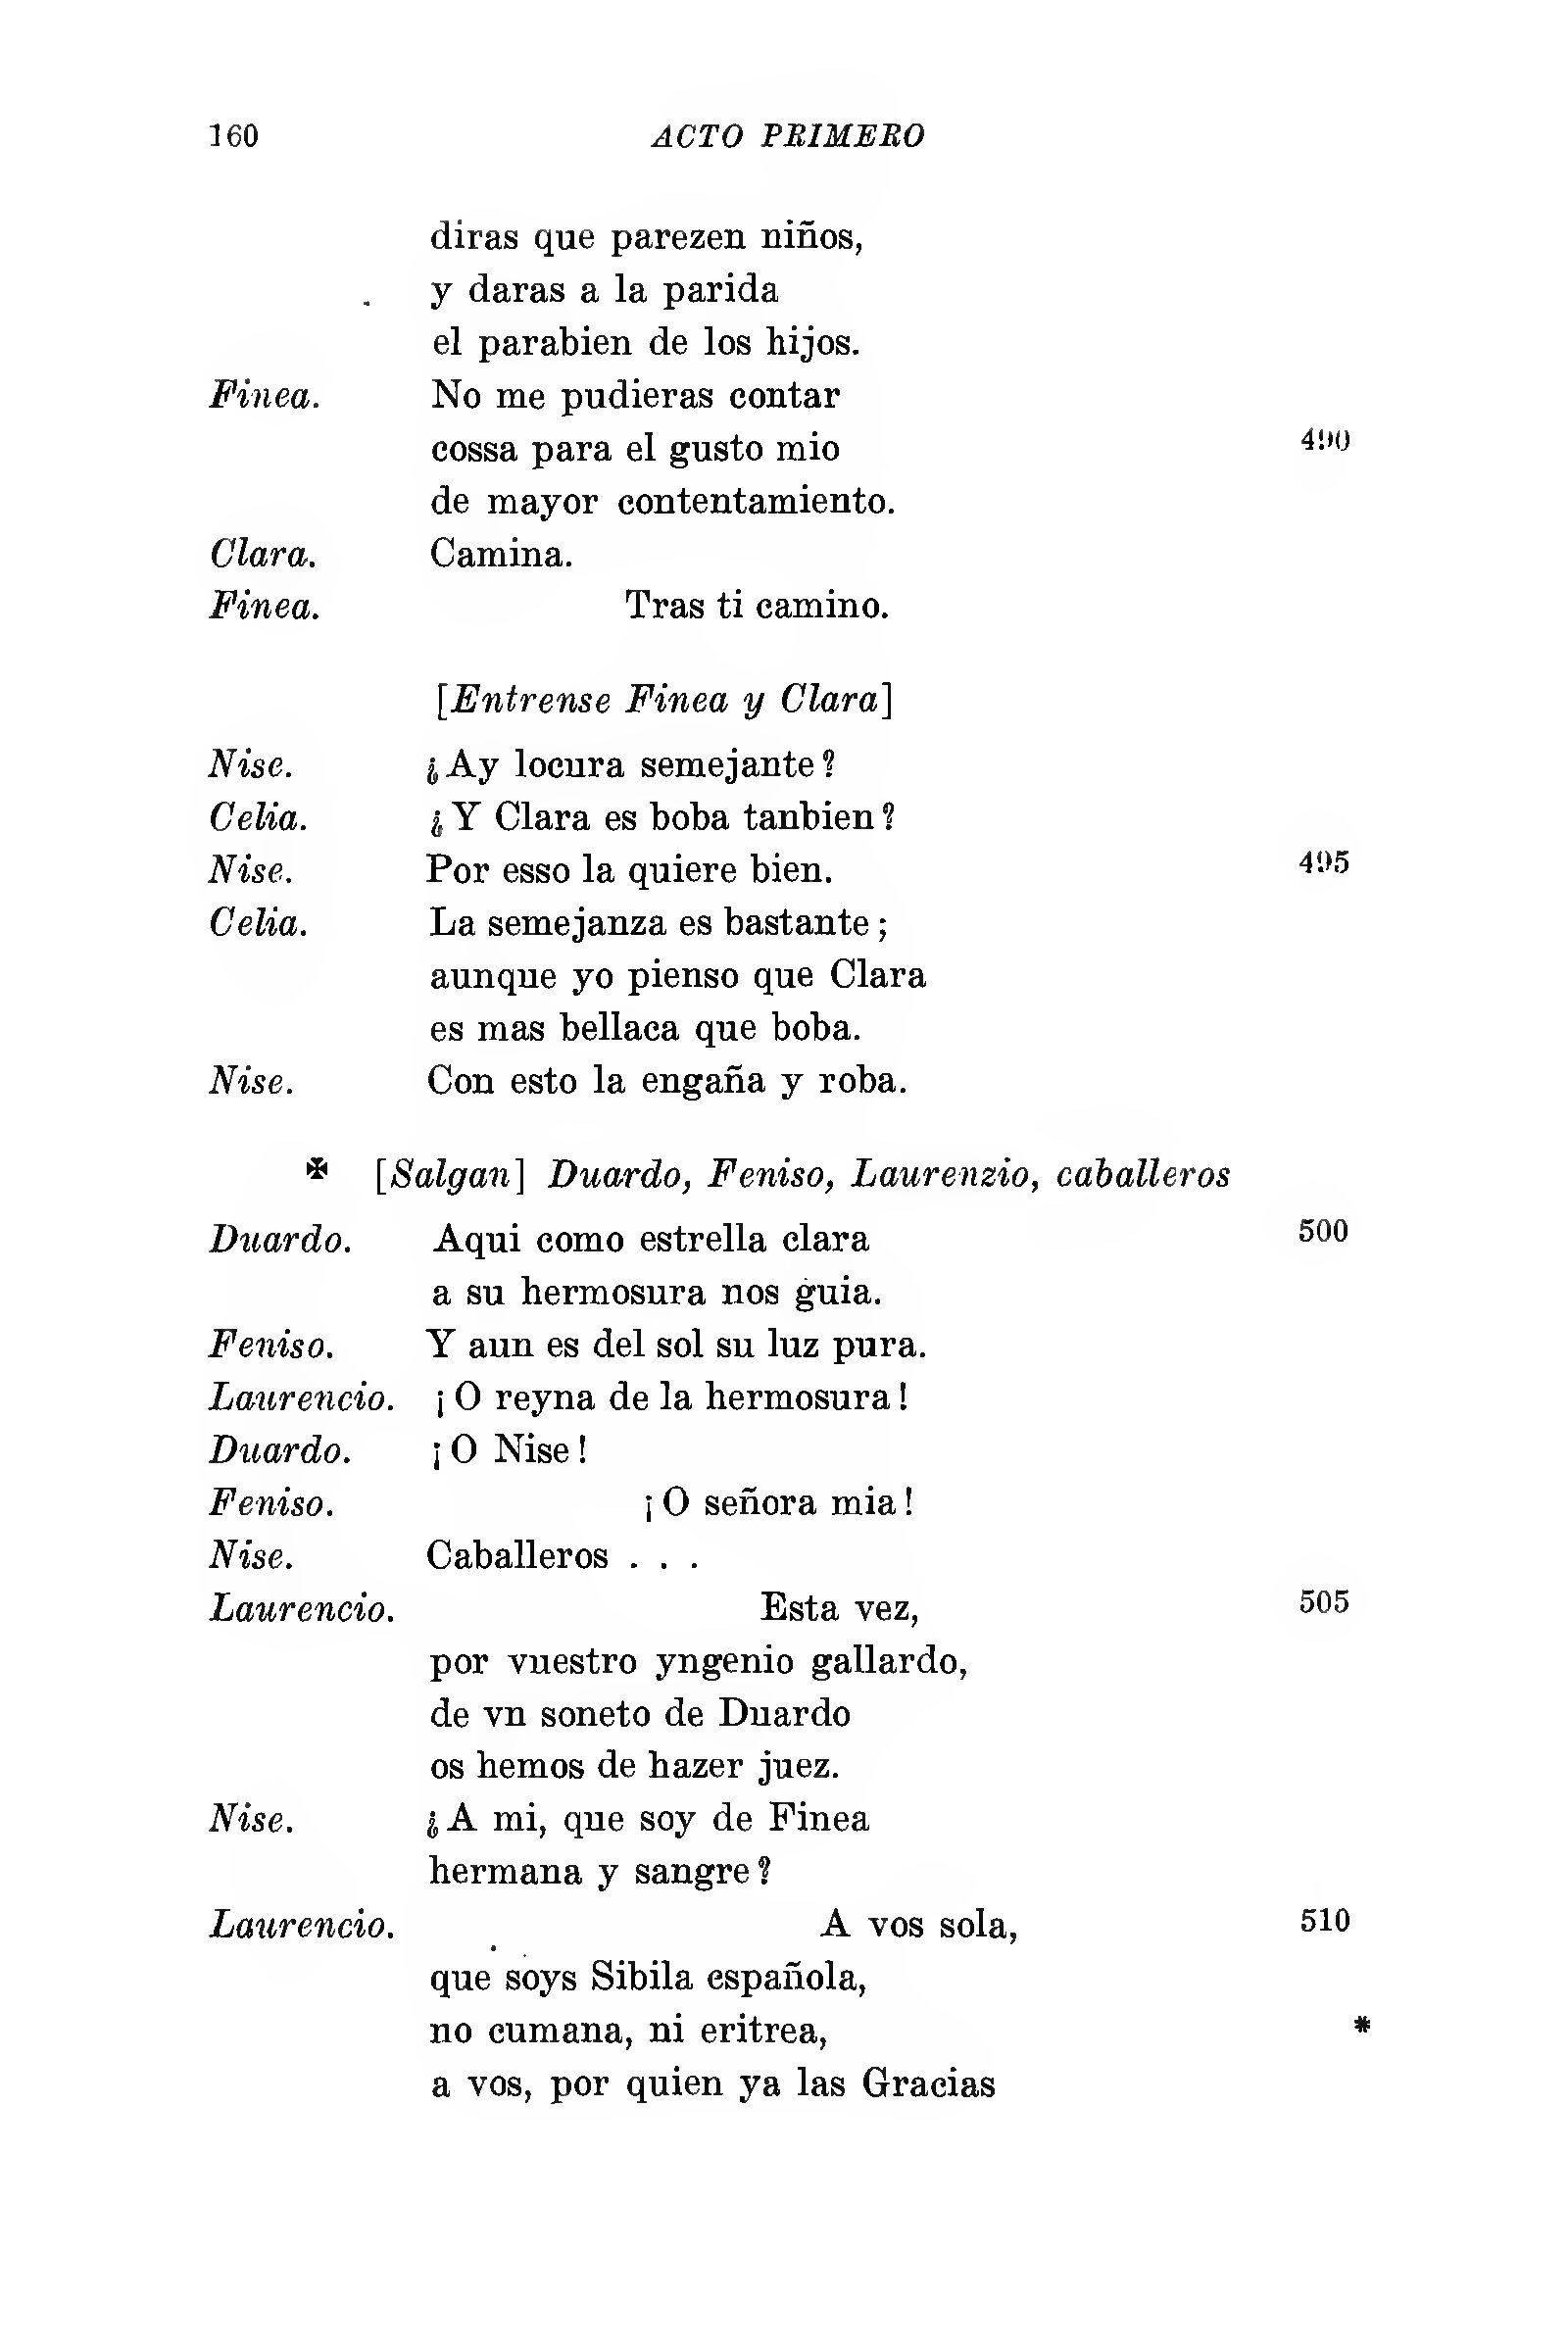 160 ACTO PRIMERO
diras que parezen niños,
y daras a la parida
el parabien de los hijos.
Finea. No me pudieras contar
cossa para el gusto mio 490
de mayor contentamiento.
Clara. Camina.
Finea. Tras ti camino.
[Entrense Finea y Clara]
Nise. ¿Ay locura semejante?
Celia. ¿Y Clara es boba tanbien?
Nise. Por esso la quiere bien. 495
Celia. La semejanza es bastante;
aunque yo pienso que Clara
es mas bellaca que boba.
Nise. Con esto la engaña y roba.
✠ [Salgan] Duardo, Feniso, Laurenzio, caballeros
Duardo. Aqui como estrella clara 500
a su hermosura nos guia.
Feniso. Y aun es del sol su luz pura.
Laurencio. ¡O reyna de la hermosura!
Duardo. ¡O Nise!
Feniso. ¡O señora mia!
Nise. Caballeros . . .
Laurencio. Esta vez, 505
por vuestro yngenio gallardo,
de vn soneto de Duardo
os hemos de hazer juez.
Nise. ¿A mi, que soy de Finea
hermana y sangre?
Laurencio. A vos sola, 510
que soys Sibila española,
no cumana, ni eritrea, *
a vos, por quien ya las Gracias